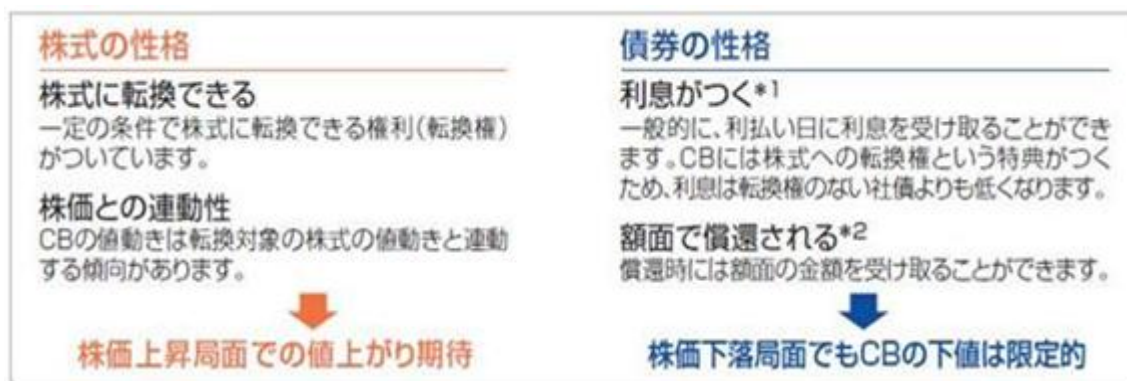 株式の性格
株式に転換できる
一定の条件で株式に転換できる権利(転換権)
がついています。
株価との連動性
CBの値動きは転換対象の株式の値動きと連動
する傾向があります。
株価上昇局面での値上がり期待
債券の性格
利息がつく*1
一般的に、利払い日に利息を受け取ることができ
ます。CBには株式への転換権という特典がつく
ため、利息は転換権のない社債よりも低くなります。
額面で償還される*2
償還時には額面の金額を受け取ることができます。
株価下落局面でもCBの下値は限定的